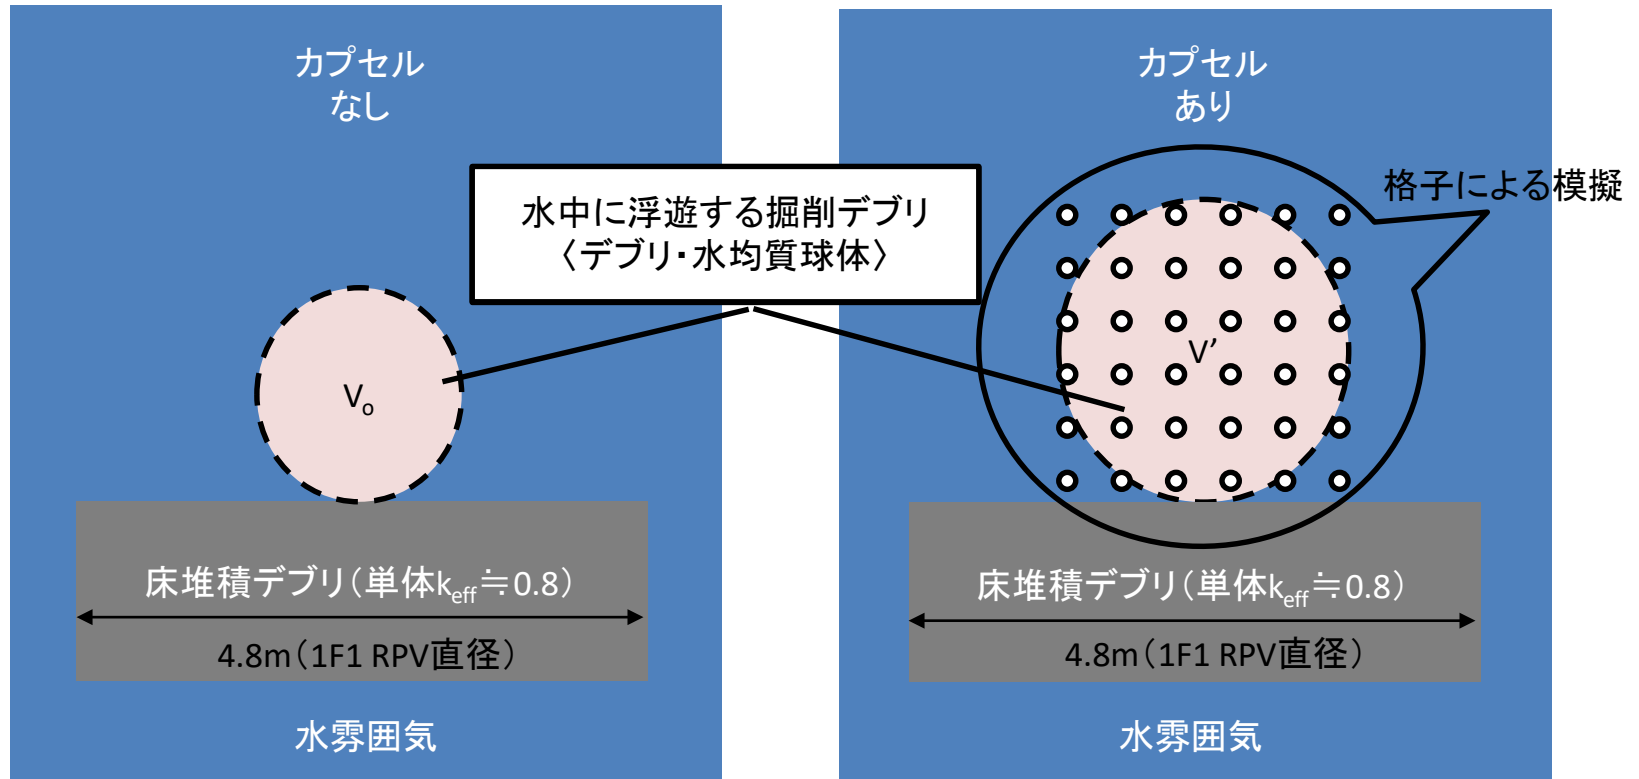 カプセル
なし
V₀
床堆積デブリ(単体keff≒0.8)
4.8m(1F1 RPV直径)
水雰囲気
水中に浮遊する掘削デブリ
〈デブリ・水均質球体〉
カプセル
あり
格子による模擬
V’
床堆積デブリ(単体keff≒0.8)
4.8m(1F1 RPV直径)
水雰囲気